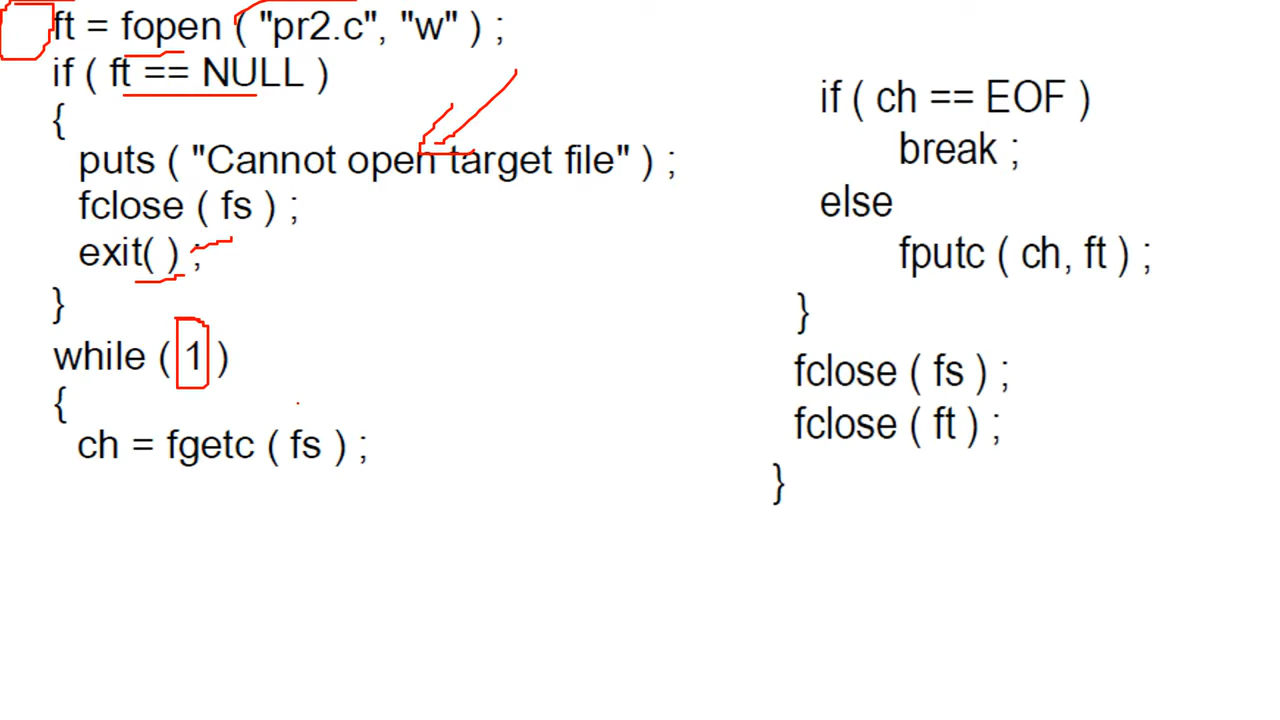 ft = fopen ( "pr2.c", "w" ) ;
if ( ft == NULL )
{
puts ( "Cannot open target file" ) ;
fclose ( fs ) ;
exit( ) ;
}
while ( 1 )
{
ch = fgetc ( fs ) ;
if ( ch == EOF )
break ;
else
fputc ( ch, ft ) ;
}
fclose ( fs ) ;
fclose ( ft ) ;
}